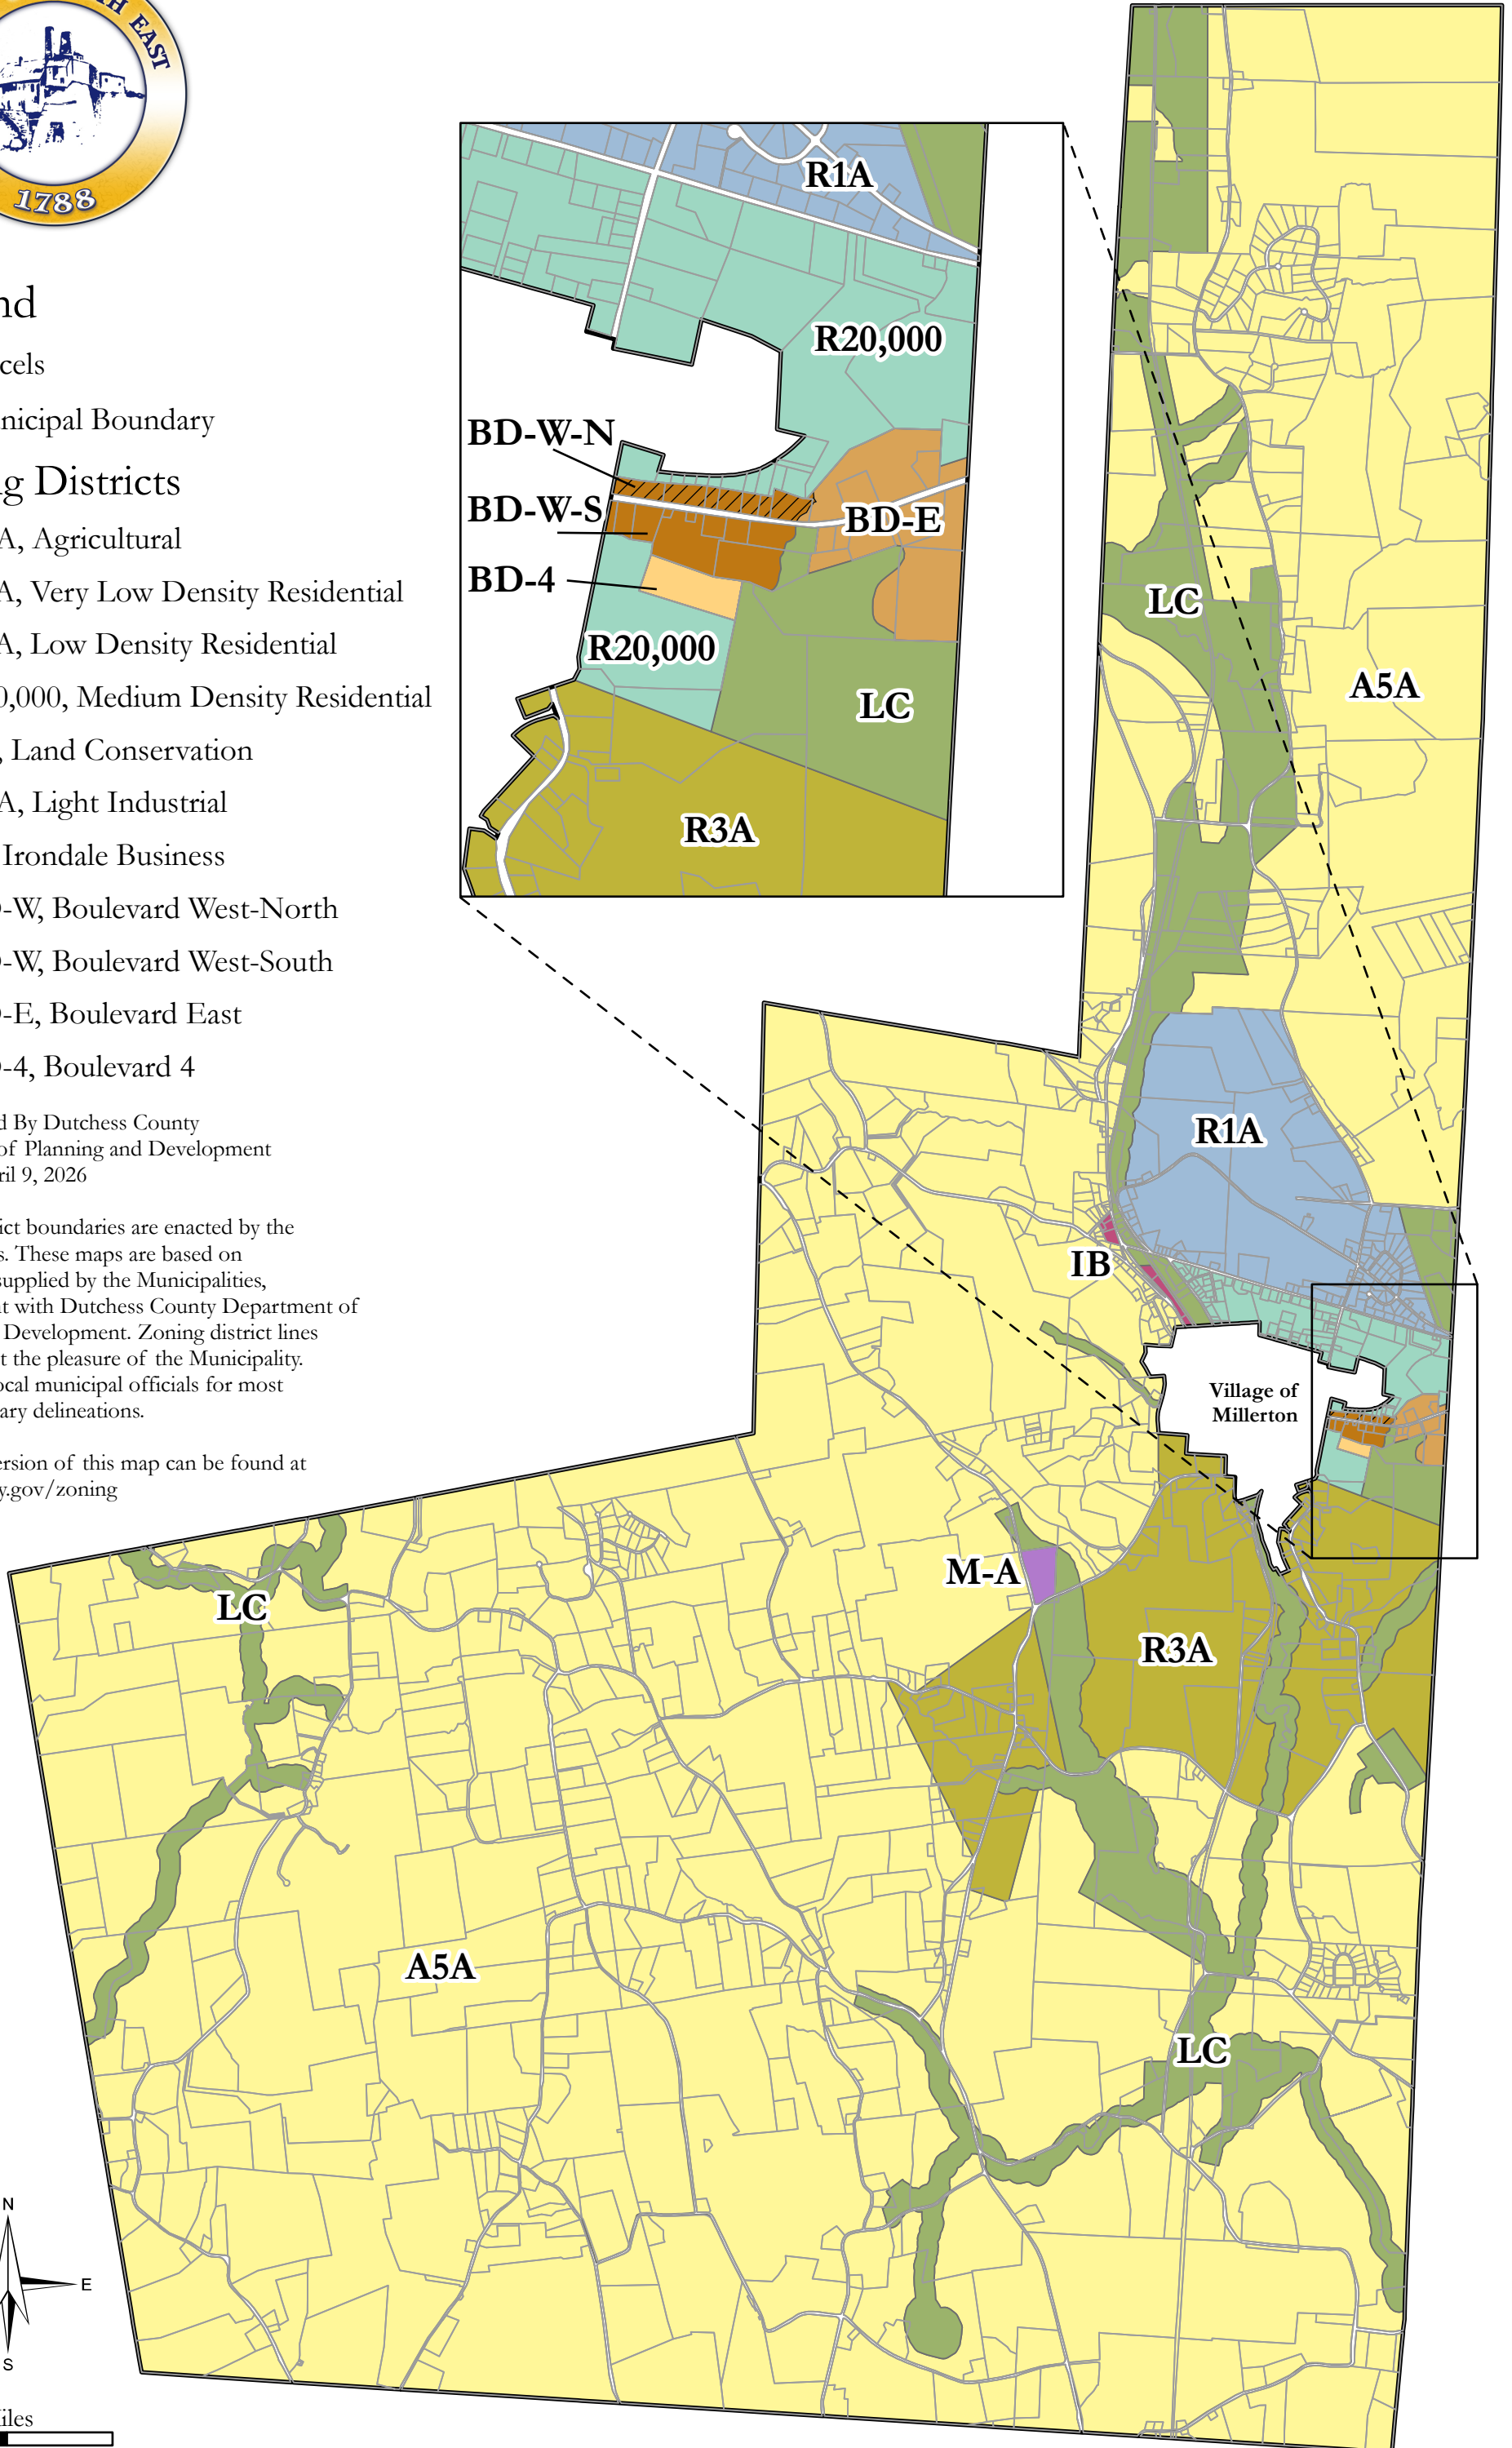 TH EAST
1788
nd
cels
nicipal Boundary
g Districts
A, Agricultural
A, Very Low Density Residential
A, Low Density Residential
0,000, Medium Density Residential
, Land Conservation
A, Light Industrial
Irondale Business
-W, Boulevard West-North
-W, Boulevard West-South
-E, Boulevard East
-4, Boulevard 4
d By Dutchess County
of Planning and Development
ril 9, 2026
ict boundaries are enacted by the
s. These maps are based on
supplied by the Municipalities,
t with Dutchess County Department of
Development. Zoning district lines
t the pleasure of the Municipality.
ocal municipal officials for most
ary delineations.
ersion of this map can be found at
y.gov/zoning
N
E
S
iles
R1A
R20,000
BD-W-N
BD-W-S
BD-E
BD-4
R20,000
LC
R3A
LC
A5A
R1A
IB
Village of
Millerton
M-A
LC
R3A
A5A
LC